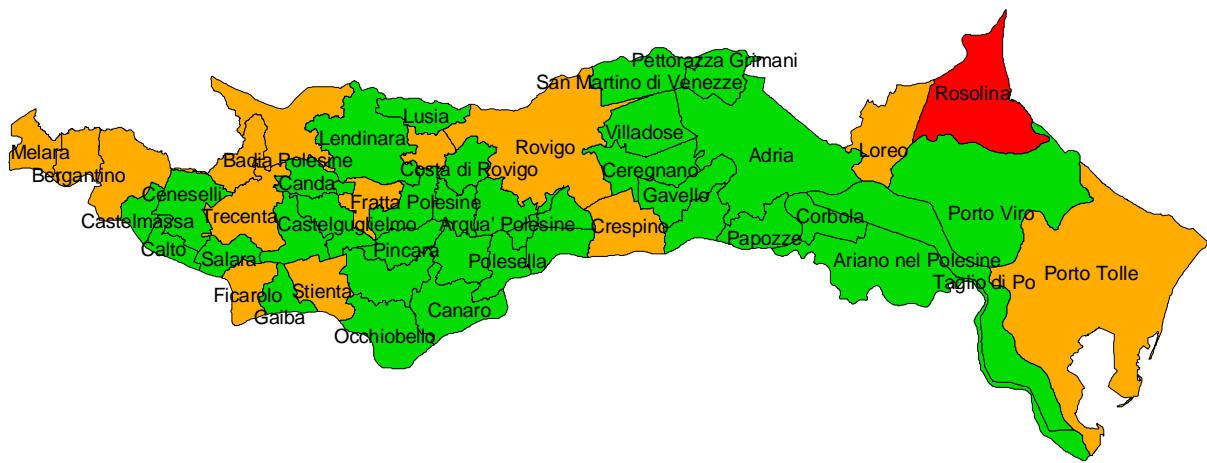 Pettorazza Grimani
San Martino di Venezze
Rosolina
Lusia
Lendinara
Villadose
Rovigo
Loreo
Melara
Badia Polesine
Adria
Bergantino
Costa di Rovigo
Ceregnano
Canda
Ceneselli
Gavello
Fratta Polesine
Trecenta
Castelmassa
Castelguglielmo
Arqua' Polesine
Crespino
Corbola
Porto Viro
Papozze
Calto
Pincara
Salara
Polesella
Ariano nel Polesine
Porto Tolle
Taglio di Po
Ficarolo
Stienta
Gaiba
Canaro
Occhiobello